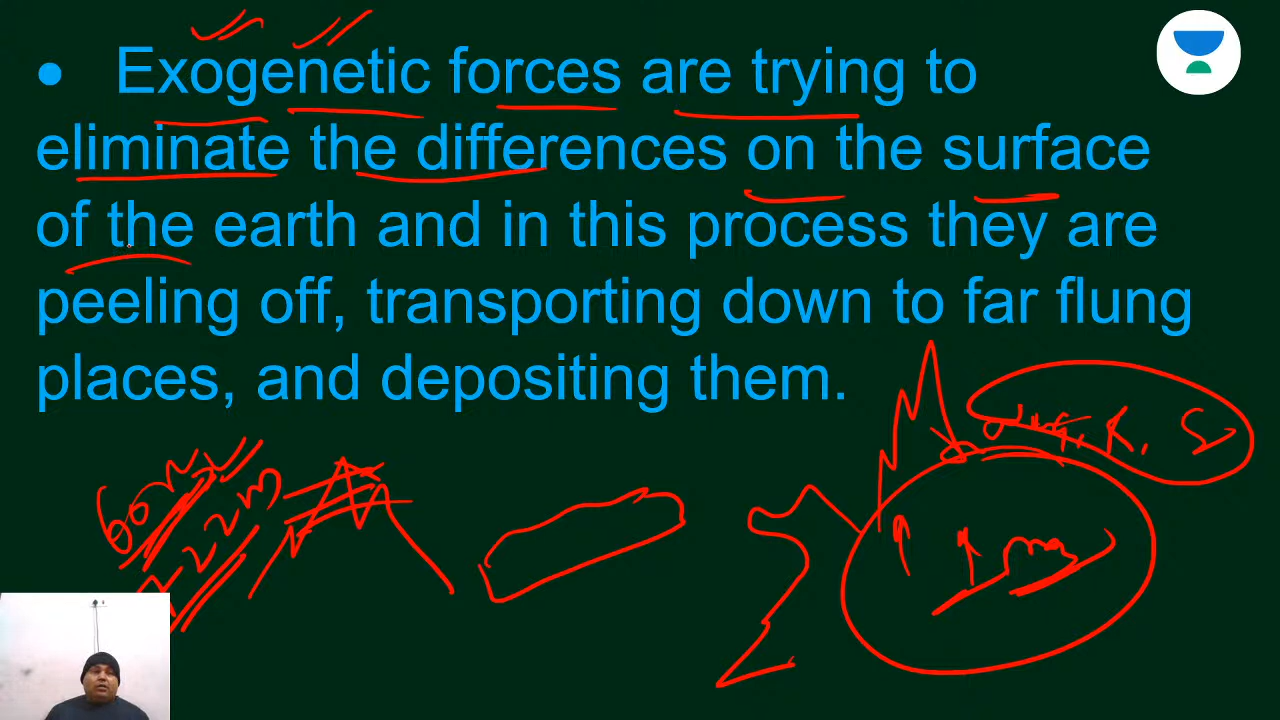 • Exogenetic forces are trying to
eliminate the differences on the surface
of the earth and in this process they are
peeling off, transporting down to far flung
places, and depositing them.